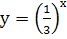 y = (1/3)^x